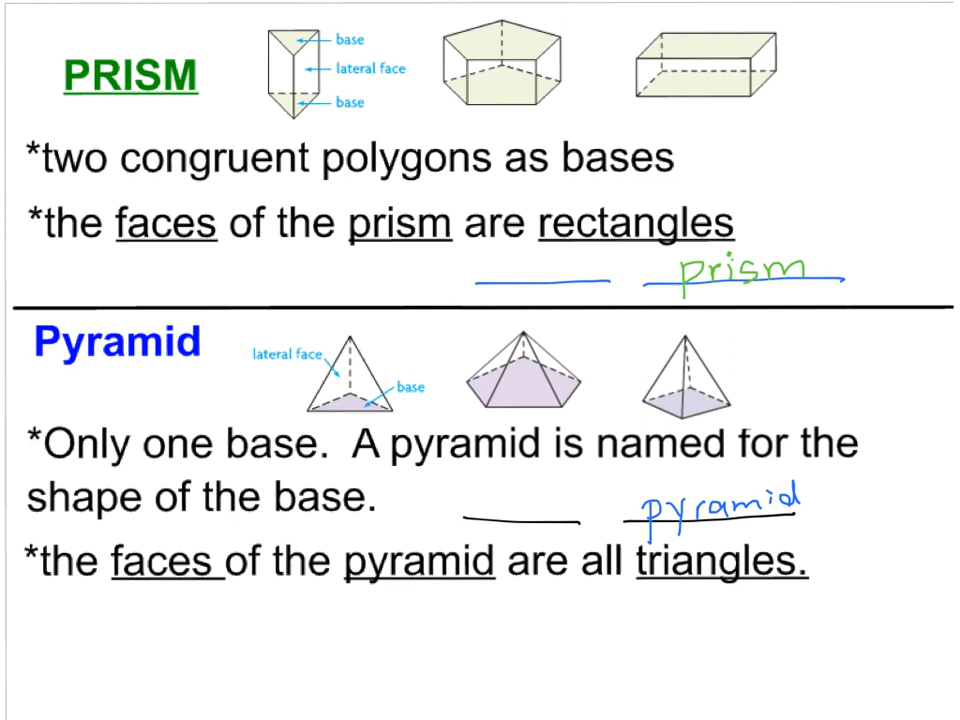 PRISM
base
lateral face
base
*two congruent polygons as bases
*the faces of the prism are rectangles
prism
Pyramid
lateral face
base
*Only one base. A pyramid is named for the
shape of the base.
pyramid
*the faces of the pyramid are all triangles.